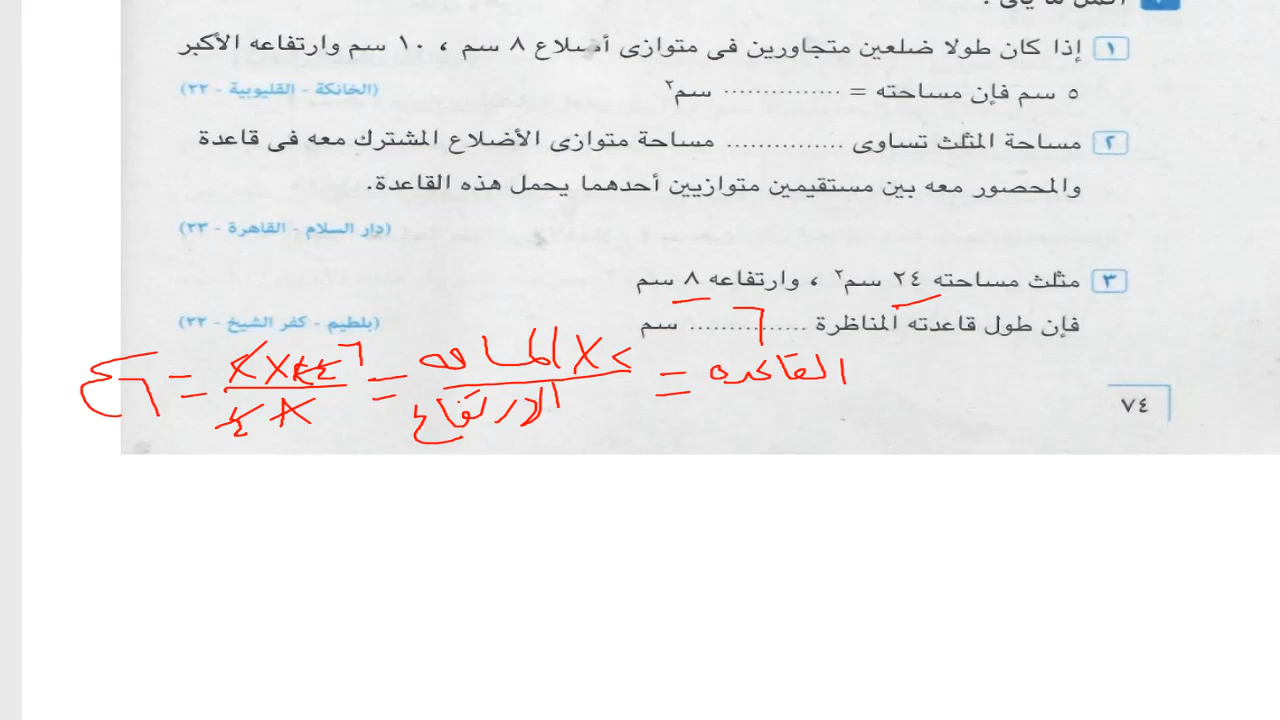 أكمل ما يأتى :
١ إذا كان طولا ضلعين متجاورين فى متوازى أضلاع ٨ سم ، ١٠ سم وارتفاعه الأكبر
٥ سم فإن مساحته = ............... سم٢ (الخانكة - القليوبية - ٢٢)
٢ مساحة المثلث تساوى ............... مساحة متوازى الأضلاع المشترك معه فى قاعدة
والمحصور معه بين مستقيمين متوازيين أحدهما يحمل هذه القاعدة.
(دار السلام - القاهرة - ٢٣)
٣ مثلث مساحته ٢٤ سم٢ ، وارتفاعه ٨ سم
فإن طول قاعدته المناظرة ............... سم (بلطيم - كفر الشيخ - ٢٢)
٦
القاعدة = ٢ × المساحة / الارتفاع = ٢٤ × ٢ / ٨ = ٦
٧٤